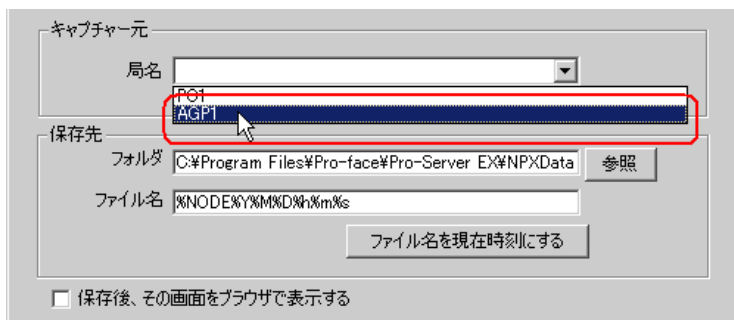 キャプチャー元
局名
PO1
AGP1
保存先
フォルダ C:¥Program Files¥Pro-face¥Pro-Server EX¥NPXData 参照
ファイル名 %NODE%Y%M%D%h%m%s
ファイル名を現在時刻にする
保存後、その画面をブラウザで表示する